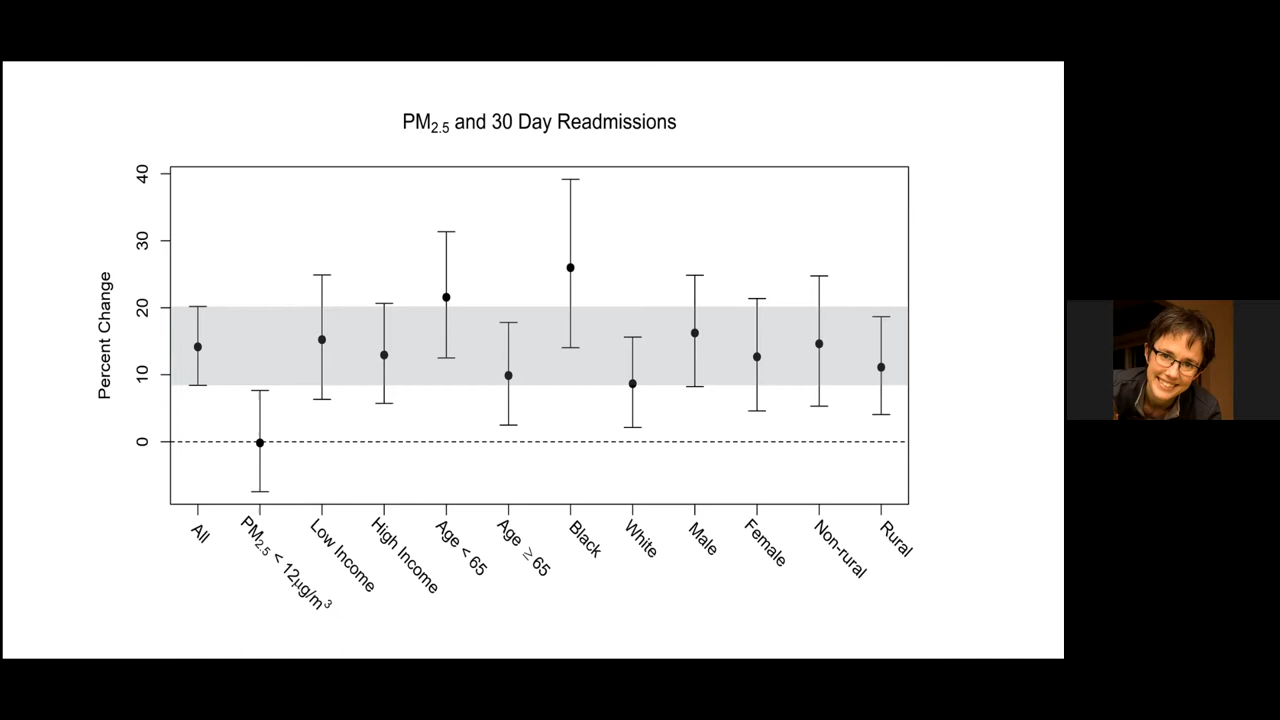 PM2.5 and 30 Day Readmissions
Percent Change
40
30
20
10
0
All
PM2.5 < 12μg/m3
Low Income
High Income
Age < 65
Age ≥ 65
Black
White
Male
Female
Non-rural
Rural